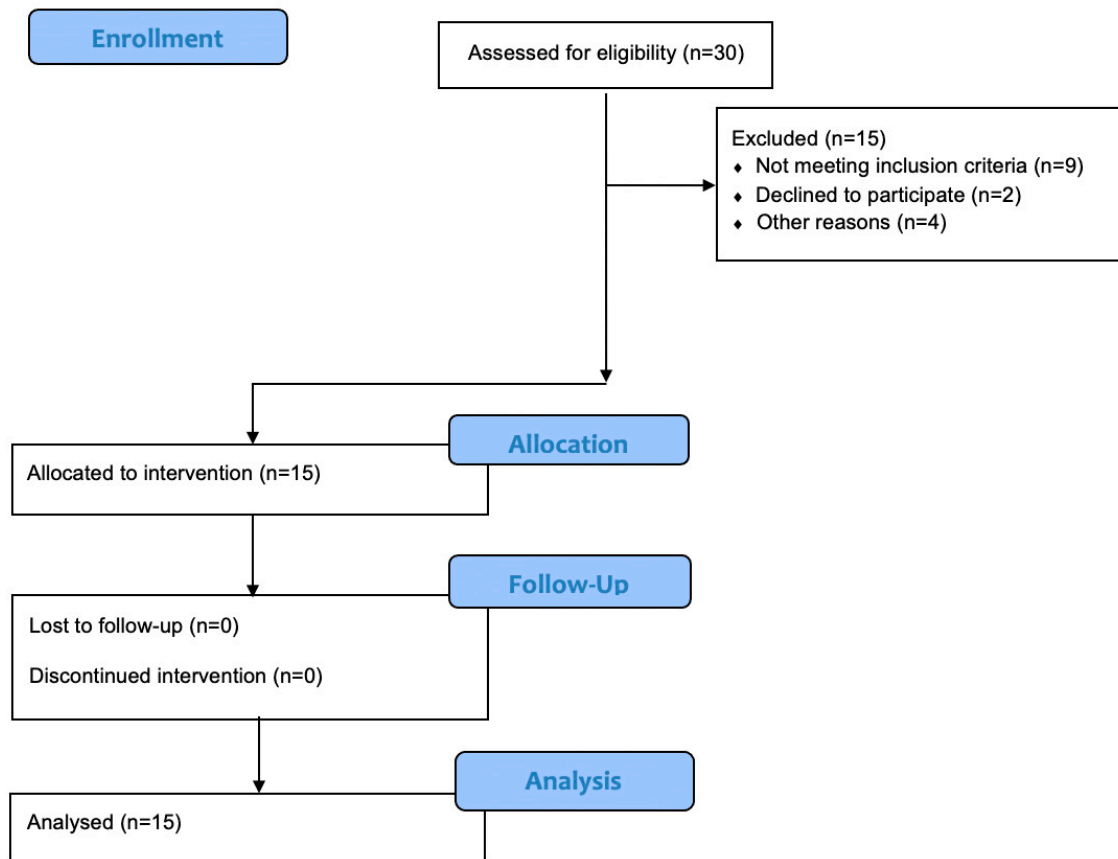 Enrollment
Assessed for eligibility (n=30)
Excluded (n=15)
♦ Not meeting inclusion criteria (n=9)
♦ Declined to participate (n=2)
♦ Other reasons (n=4)
Allocation
Allocated to intervention (n=15)
Follow-Up
Lost to follow-up (n=0)
Discontinued intervention (n=0)
Analysis
Analysed (n=15)